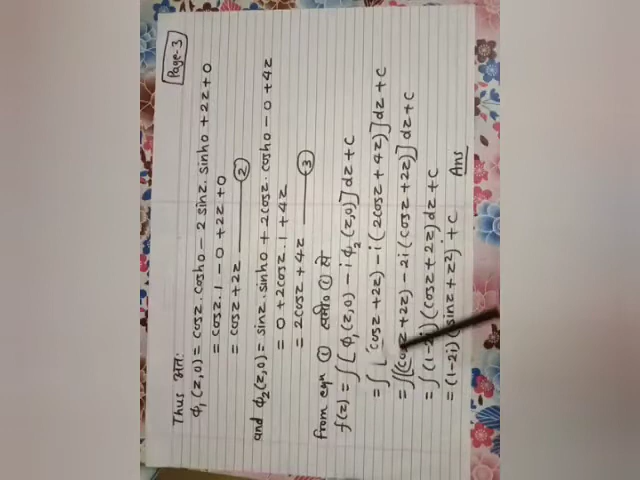 Page-3
Thus अतः
ϕ₁(z,0) = cosz.cosh0 - 2 sinz.sinh0 + 2z + 0
= cosz.1 - 0 + 2z + 0
= cosz + 2z ——— ②
and ϕ₂(z,0) = sinz.sinh0 + 2cosz.cosh0 - 0 + 4z
= 0 + 2cosz.1 + 4z
= 2cosz + 4z ——— ③
from eqn ① समी० ① से
f(z) = ∫[ϕ₁(z,0) - i ϕ₂(z,0)]dz + C
= ∫[cosz + 2z) - i(2cosz + 4z)]dz + C
= ∫[(cosz + 2z) - 2i(cosz + 2z)]dz + C
= ∫(1-2i)(cosz + 2z)dz + C
= (1-2i)(sinz + z²) + C
Ans